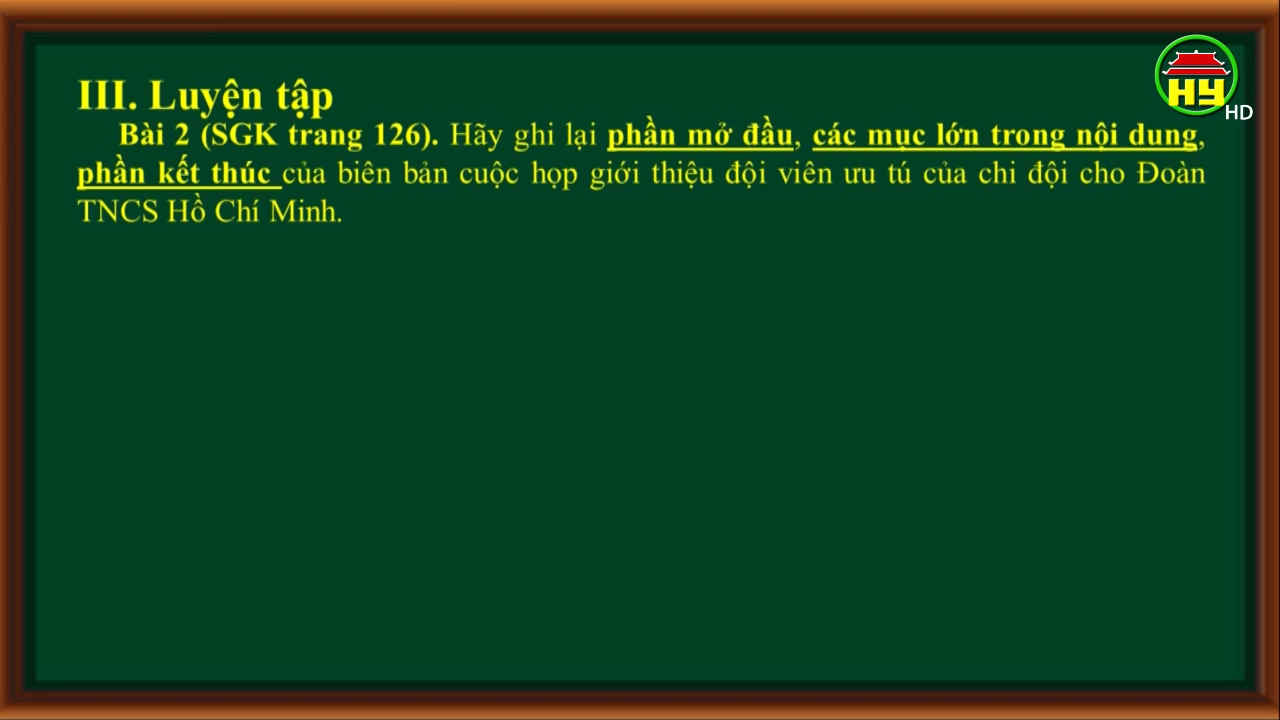 HY
HD
III. Luyện tập
Bài 2 (SGK trang 126). Hãy ghi lại phần mở đầu, các mục lớn trong nội dung,
phần kết thúc của biên bản cuộc họp giới thiệu đội viên ưu tú của chi đội cho Đoàn
TNCS Hồ Chí Minh.